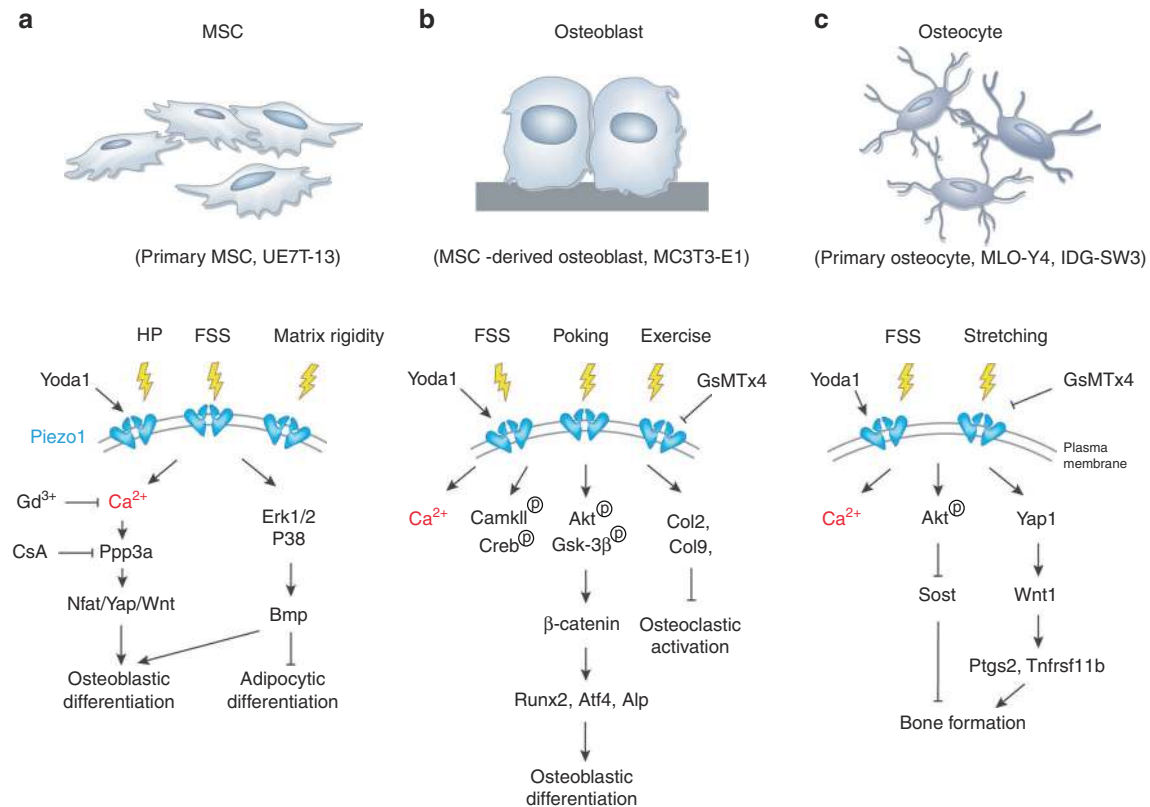 a
MSC
(Primary MSC, UE7T-13)
HP
FSS
Matrix rigidity
Yoda1
Piezo1
Gd3+
Ca2+
Erk1/2
P38
CsA
Ppp3a
Nfat/Yap/Wnt
Bmp
Osteoblastic
differentiation
Adipocytic
differentiation
b
Osteoblast
(MSC -derived osteoblast, MC3T3-E1)
FSS
Poking
Exercise
Yoda1
GsMTx4
Ca2+
CamkII p
Creb p
Akt p
Gsk-3β p
Col2,
Col9,
β-catenin
Osteoclastic
activation
Runx2, Atf4, Alp
Osteoblastic
differentiation
c
Osteocyte
(Primary osteocyte, MLO-Y4, IDG-SW3)
FSS
Stretching
Yoda1
GsMTx4
Plasma
membrane
Ca2+
Akt p
Yap1
Sost
Wnt1
Ptgs2, Tnfrsf11b
Bone formation